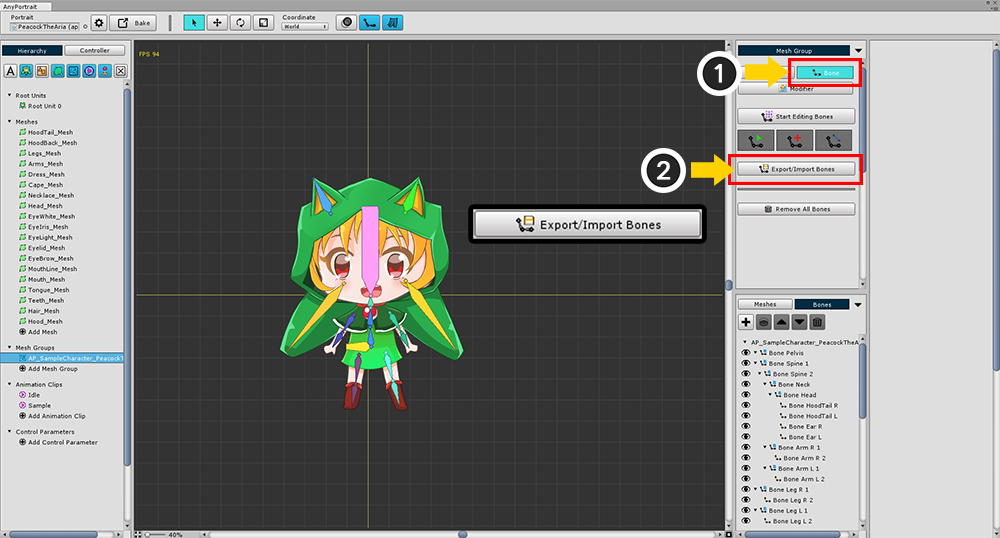 AnyPortrait
Portrait
PeacockTheAria (ap
Bake
Coordinate
World
Hierarchy
Controller
A
Root Units
Root Unit 0
Meshes
HoodTail_Mesh
HoodBack_Mesh
Legs_Mesh
Arms_Mesh
Dress_Mesh
Cape_Mesh
Necklace_Mesh
Head_Mesh
EyeWhite_Mesh
EyeIris_Mesh
EyeLight_Mesh
Eyelid_Mesh
EyeBrow_Mesh
MouthLine_Mesh
Mouth_Mesh
Tongue_Mesh
Teeth_Mesh
Hair_Mesh
Hood_Mesh
Add Mesh
Mesh Groups
AP_SampleCharacter_PeacockT
Add Mesh Group
Animation Clips
Idle
Sample
Add Animation Clip
Control Parameters
Add Control Parameter
FPS 94
Export/Import Bones
40%
1
2
Mesh Group
Bone
Modifier
Start Editing Bones
Export/Import Bones
Remove All Bones
Meshes
Bones
AP_SampleCharacter_PeacockTheA
Bone Pelvis
Bone Spine 1
Bone Spine 2
Bone Neck
Bone Head
Bone HoodTail R
Bone HoodTail L
Bone Ear R
Bone Ear L
Bone Arm R 1
Bone Arm R 2
Bone Arm L 1
Bone Arm L 2
Bone Leg R 1
Bone Leg R 2
Bone Leg L 1
Bone Leg L 2